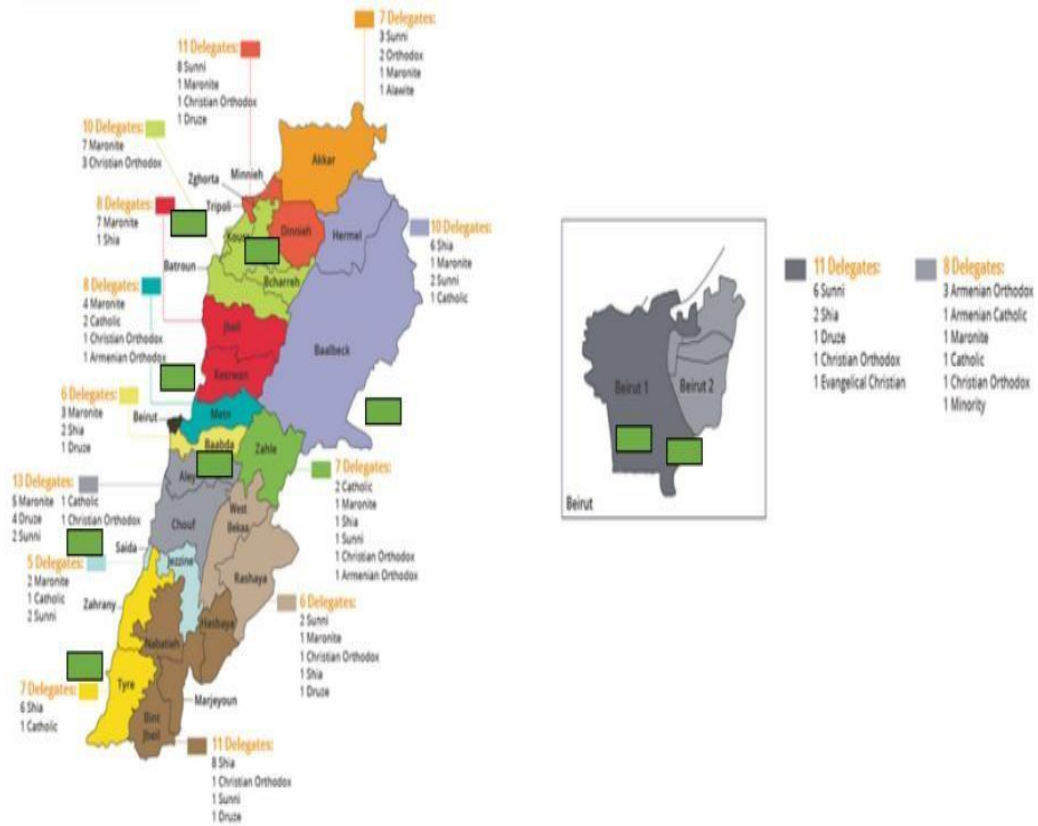 7 Delegates:
3 Sunni
2 Orthodox
1 Maronite
1 Alawite
11 Delegates:
8 Sunni
1 Maronite
1 Christian Orthodox
1 Druze
10 Delegates:
7 Maronite
3 Christian Orthodox
8 Delegates:
7 Maronite
1 Shia
8 Delegates:
4 Maronite
2 Catholic
1 Christian Orthodox
1 Armenian Orthodox
6 Delegates:
3 Maronite
2 Shia
1 Druze
13 Delegates:
5 Maronite
4 Druze
2 Sunni
1 Catholic
1 Christian Orthodox
5 Delegates:
2 Maronite
1 Catholic
2 Sunni
7 Delegates:
6 Shia
1 Catholic
Akkar
Minnieh
Zghorta
Tripoli
Dinnieh
Hermel
Batroun
Bcharreh
Jbeil
Baalbeck
Kesrwan
Metn
Beirut
Baabda
Zahle
Aley
Chouf
West
Bekaa
Saida
Jezzine
Rashaya
Zahrany
Hasbaya
Nabatieh
Tyre
Marjeyoun
Bint
Jbeil
10 Delegates:
6 Shia
1 Maronite
2 Sunni
1 Catholic
7 Delegates:
2 Catholic
1 Maronite
1 Shia
1 Sunni
1 Christian Orthodox
1 Armenian Orthodox
6 Delegates:
2 Sunni
1 Maronite
1 Christian Orthodox
1 Shia
1 Druze
11 Delegates:
8 Shia
1 Christian Orthodox
1 Sunni
1 Druze
Beirut 1
Beirut 2
Beirut
11 Delegates:
6 Sunni
2 Shia
1 Druze
1 Christian Orthodox
1 Evangelical Christian
8 Delegates:
3 Armenian Orthodox
1 Armenian Catholic
1 Maronite
1 Catholic
1 Christian Orthodox
1 Minority